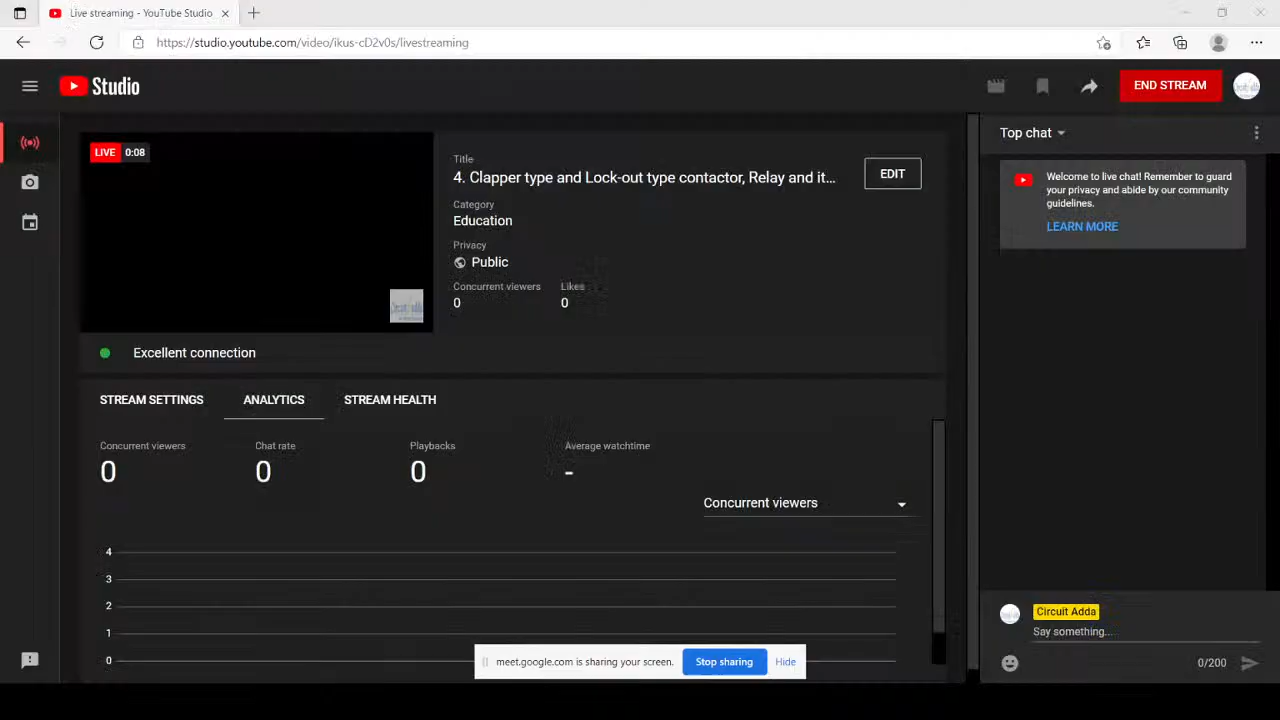 Live streaming - YouTube Studio
https://studio.youtube.com/video/ikus-cD2v0s/livestreaming
Studio
END STREAM
LIVE 0:08
Title
4. Clapper type and Lock-out type contactor, Relay and it...
EDIT
Category
Education
Privacy
Public
Concurrent viewers Likes
0 0
Excellent connection
STREAM SETTINGS ANALYTICS STREAM HEALTH
Concurrent viewers Chat rate Playbacks Average watchtime
0 0 0 -
Concurrent viewers
4
3
2
1
0
meet.google.com is sharing your screen. Stop sharing Hide
Top chat
Welcome to live chat! Remember to guard
your privacy and abide by our community
guidelines.
LEARN MORE
Circuit Adda
Say something...
0/200